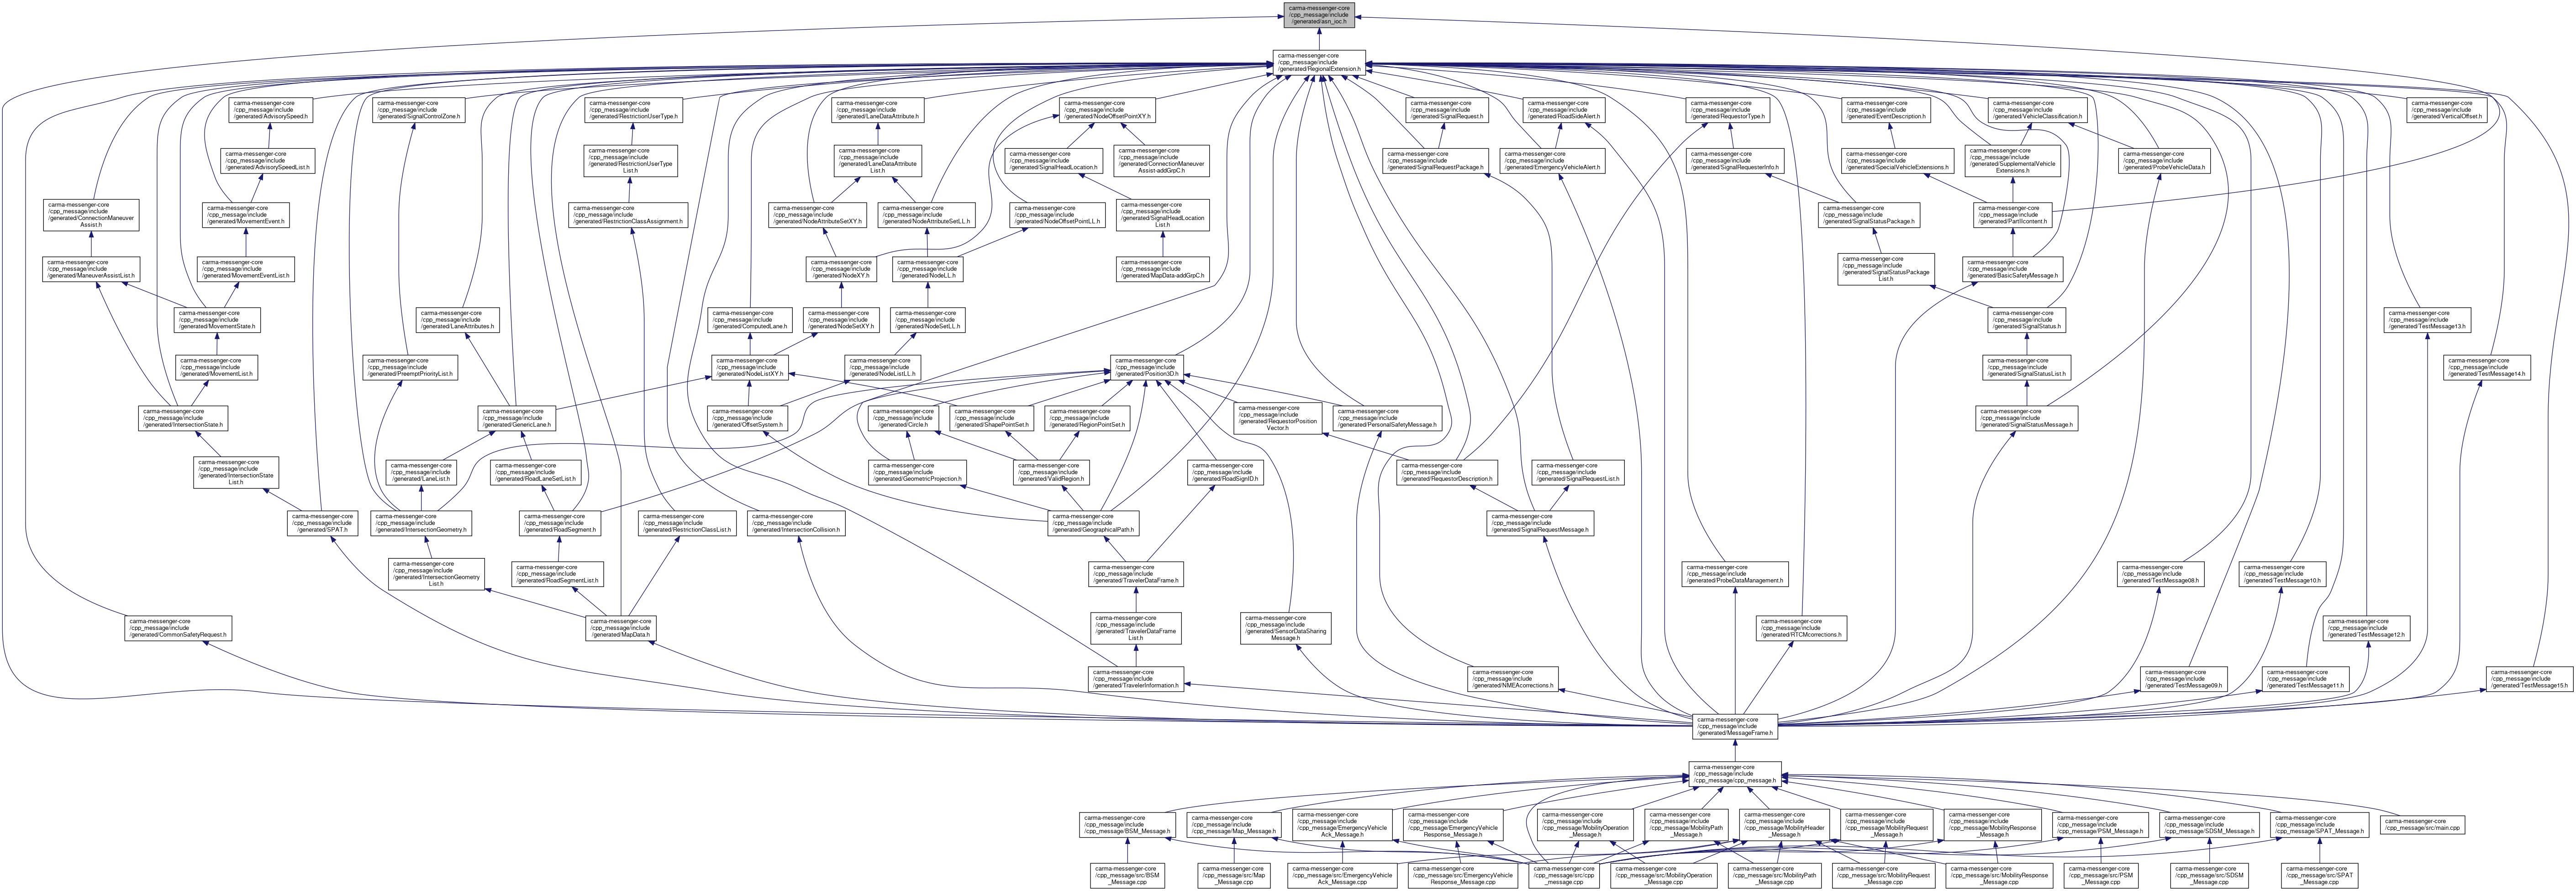 carma-messenger-core
/cpp_message/include
/generated/asn_ioc.h
carma-messenger-core
/cpp_message/include
/generated/RegionalExtension.h
carma-messenger-core
/cpp_message/include
/generated/AdvisorySpeed.h
carma-messenger-core
/cpp_message/include
/generated/SignalControlZone.h
carma-messenger-core
/cpp_message/include
/generated/RestrictionUserType.h
carma-messenger-core
/cpp_message/include
/generated/LaneDataAttribute.h
carma-messenger-core
/cpp_message/include
/generated/NodeOffsetPointXY.h
carma-messenger-core
/cpp_message/include
/generated/SignalRequest.h
carma-messenger-core
/cpp_message/include
/generated/RoadSideAlert.h
carma-messenger-core
/cpp_message/include
/generated/RequestorType.h
carma-messenger-core
/cpp_message/include
/generated/EventDescription.h
carma-messenger-core
/cpp_message/include
/generated/VehicleClassification.h
carma-messenger-core
/cpp_message/include
/generated/VerticalOffset.h
carma-messenger-core
/cpp_message/include
/generated/AdvisorySpeedList.h
carma-messenger-core
/cpp_message/include
/generated/RestrictionUserType
List.h
carma-messenger-core
/cpp_message/include
/generated/LaneDataAttribute
List.h
carma-messenger-core
/cpp_message/include
/generated/SignalHeadLocation.h
carma-messenger-core
/cpp_message/include
/generated/ConnectionManeuver
Assist-addGrpC.h
carma-messenger-core
/cpp_message/include
/generated/SignalRequestPackage.h
carma-messenger-core
/cpp_message/include
/generated/EmergencyVehicleAlert.h
carma-messenger-core
/cpp_message/include
/generated/SignalRequesterInfo.h
carma-messenger-core
/cpp_message/include
/generated/SpecialVehicleExtensions.h
carma-messenger-core
/cpp_message/include
/generated/SupplementalVehicle
Extensions.h
carma-messenger-core
/cpp_message/include
/generated/ProbeVehicleData.h
carma-messenger-core
/cpp_message/include
/generated/ConnectionManeuver
Assist.h
carma-messenger-core
/cpp_message/include
/generated/MovementEvent.h
carma-messenger-core
/cpp_message/include
/generated/RestrictionClassAssignment.h
carma-messenger-core
/cpp_message/include
/generated/NodeAttributeSetXY.h
carma-messenger-core
/cpp_message/include
/generated/NodeAttributeSetLL.h
carma-messenger-core
/cpp_message/include
/generated/NodeOffsetPointLL.h
carma-messenger-core
/cpp_message/include
/generated/SignalHeadLocation
List.h
carma-messenger-core
/cpp_message/include
/generated/SignalStatusPackage.h
carma-messenger-core
/cpp_message/include
/generated/PartIIcontent.h
carma-messenger-core
/cpp_message/include
/generated/ManeuverAssistList.h
carma-messenger-core
/cpp_message/include
/generated/MovementEventList.h
carma-messenger-core
/cpp_message/include
/generated/NodeXY.h
carma-messenger-core
/cpp_message/include
/generated/NodeLL.h
carma-messenger-core
/cpp_message/include
/generated/MapData-addGrpC.h
carma-messenger-core
/cpp_message/include
/generated/SignalStatusPackage
List.h
carma-messenger-core
/cpp_message/include
/generated/BasicSafetyMessage.h
carma-messenger-core
/cpp_message/include
/generated/MovementState.h
carma-messenger-core
/cpp_message/include
/generated/LaneAttributes.h
carma-messenger-core
/cpp_message/include
/generated/ComputedLane.h
carma-messenger-core
/cpp_message/include
/generated/NodeSetXY.h
carma-messenger-core
/cpp_message/include
/generated/NodeSetLL.h
carma-messenger-core
/cpp_message/include
/generated/SignalStatus.h
carma-messenger-core
/cpp_message/include
/generated/TestMessage13.h
carma-messenger-core
/cpp_message/include
/generated/MovementList.h
carma-messenger-core
/cpp_message/include
/generated/PreemptPriorityList.h
carma-messenger-core
/cpp_message/include
/generated/NodeListXY.h
carma-messenger-core
/cpp_message/include
/generated/NodeListLL.h
carma-messenger-core
/cpp_message/include
/generated/Position3D.h
carma-messenger-core
/cpp_message/include
/generated/SignalStatusList.h
carma-messenger-core
/cpp_message/include
/generated/TestMessage14.h
carma-messenger-core
/cpp_message/include
/generated/IntersectionState.h
carma-messenger-core
/cpp_message/include
/generated/GenericLane.h
carma-messenger-core
/cpp_message/include
/generated/OffsetSystem.h
carma-messenger-core
/cpp_message/include
/generated/Circle.h
carma-messenger-core
/cpp_message/include
/generated/ShapePointSet.h
carma-messenger-core
/cpp_message/include
/generated/RegionPointSet.h
carma-messenger-core
/cpp_message/include
/generated/RequestorPosition
Vector.h
carma-messenger-core
/cpp_message/include
/generated/PersonalSafetyMessage.h
carma-messenger-core
/cpp_message/include
/generated/SignalStatusMessage.h
carma-messenger-core
/cpp_message/include
/generated/IntersectionState
List.h
carma-messenger-core
/cpp_message/include
/generated/LaneList.h
carma-messenger-core
/cpp_message/include
/generated/RoadLaneSetList.h
carma-messenger-core
/cpp_message/include
/generated/GeometricProjection.h
carma-messenger-core
/cpp_message/include
/generated/ValidRegion.h
carma-messenger-core
/cpp_message/include
/generated/RoadSignID.h
carma-messenger-core
/cpp_message/include
/generated/RequestorDescription.h
carma-messenger-core
/cpp_message/include
/generated/SignalRequestList.h
carma-messenger-core
/cpp_message/include
/generated/SPAT.h
carma-messenger-core
/cpp_message/include
/generated/IntersectionGeometry.h
carma-messenger-core
/cpp_message/include
/generated/RoadSegment.h
carma-messenger-core
/cpp_message/include
/generated/RestrictionClassList.h
carma-messenger-core
/cpp_message/include
/generated/IntersectionCollision.h
carma-messenger-core
/cpp_message/include
/generated/GeographicalPath.h
carma-messenger-core
/cpp_message/include
/generated/SignalRequestMessage.h
carma-messenger-core
/cpp_message/include
/generated/IntersectionGeometry
List.h
carma-messenger-core
/cpp_message/include
/generated/RoadSegmentList.h
carma-messenger-core
/cpp_message/include
/generated/TravelerDataFrame.h
carma-messenger-core
/cpp_message/include
/generated/ProbeDataManagement.h
carma-messenger-core
/cpp_message/include
/generated/TestMessage08.h
carma-messenger-core
/cpp_message/include
/generated/TestMessage10.h
carma-messenger-core
/cpp_message/include
/generated/CommonSafetyRequest.h
carma-messenger-core
/cpp_message/include
/generated/MapData.h
carma-messenger-core
/cpp_message/include
/generated/TravelerDataFrame
List.h
carma-messenger-core
/cpp_message/include
/generated/SensorDataSharing
Message.h
carma-messenger-core
/cpp_message/include
/generated/RTCMcorrections.h
carma-messenger-core
/cpp_message/include
/generated/TestMessage12.h
carma-messenger-core
/cpp_message/include
/generated/TravelerInformation.h
carma-messenger-core
/cpp_message/include
/generated/NMEAcorrections.h
carma-messenger-core
/cpp_message/include
/generated/TestMessage09.h
carma-messenger-core
/cpp_message/include
/generated/TestMessage11.h
carma-messenger-core
/cpp_message/include
/generated/TestMessage15.h
carma-messenger-core
/cpp_message/include
/generated/MessageFrame.h
carma-messenger-core
/cpp_message/include
/cpp_message/cpp_message.h
carma-messenger-core
/cpp_message/include
/cpp_message/BSM_Message.h
carma-messenger-core
/cpp_message/include
/cpp_message/Map_Message.h
carma-messenger-core
/cpp_message/include
/cpp_message/EmergencyVehicle
Ack_Message.h
carma-messenger-core
/cpp_message/include
/cpp_message/EmergencyVehicle
Response_Message.h
carma-messenger-core
/cpp_message/include
/cpp_message/MobilityOperation
_Message.h
carma-messenger-core
/cpp_message/include
/cpp_message/MobilityPath
_Message.h
carma-messenger-core
/cpp_message/include
/cpp_message/MobilityHeader
_Message.h
carma-messenger-core
/cpp_message/include
/cpp_message/MobilityRequest
_Message.h
carma-messenger-core
/cpp_message/include
/cpp_message/MobilityResponse
_Message.h
carma-messenger-core
/cpp_message/include
/cpp_message/PSM_Message.h
carma-messenger-core
/cpp_message/include
/cpp_message/SDSM_Message.h
carma-messenger-core
/cpp_message/include
/cpp_message/SPAT_Message.h
carma-messenger-core
/cpp_message/src/main.cpp
carma-messenger-core
/cpp_message/src/BSM
_Message.cpp
carma-messenger-core
/cpp_message/src/Map
_Message.cpp
carma-messenger-core
/cpp_message/src/EmergencyVehicle
Ack_Message.cpp
carma-messenger-core
/cpp_message/src/EmergencyVehicle
Response_Message.cpp
carma-messenger-core
/cpp_message/src/cpp
_message.cpp
carma-messenger-core
/cpp_message/src/MobilityOperation
_Message.cpp
carma-messenger-core
/cpp_message/src/MobilityPath
_Message.cpp
carma-messenger-core
/cpp_message/src/MobilityRequest
_Message.cpp
carma-messenger-core
/cpp_message/src/MobilityResponse
_Message.cpp
carma-messenger-core
/cpp_message/src/PSM
_Message.cpp
carma-messenger-core
/cpp_message/src/SDSM
_Message.cpp
carma-messenger-core
/cpp_message/src/SPAT
_Message.cpp